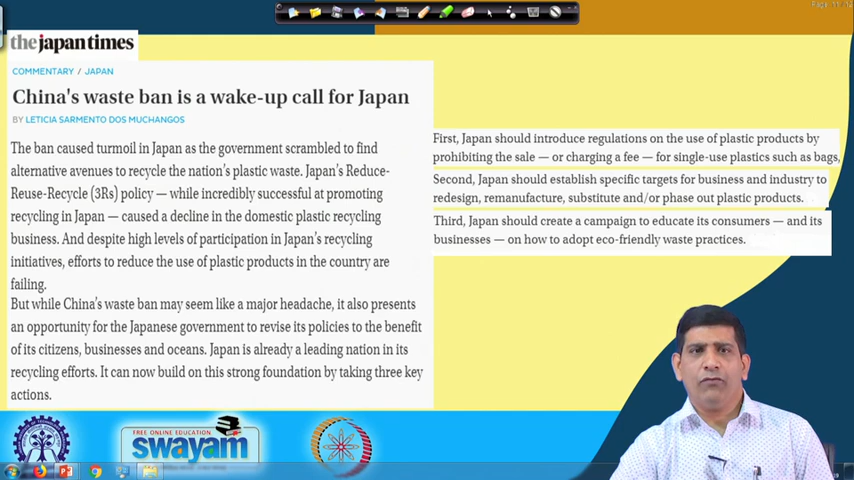 Page: 11 / 12
the japan times
COMMENTARY / JAPAN
China's waste ban is a wake-up call for Japan
BY LETICIA SARMENTO DOS MUCHANGOS
The ban caused turmoil in Japan as the government scrambled to find
alternative avenues to recycle the nation's plastic waste. Japan's Reduce-
Reuse-Recycle (3Rs) policy — while incredibly successful at promoting
recycling in Japan — caused a decline in the domestic plastic recycling
business. And despite high levels of participation in Japan's recycling
initiatives, efforts to reduce the use of plastic products in the country are
failing.
But while China's waste ban may seem like a major headache, it also presents
an opportunity for the Japanese government to revise its policies to the benefit
of its citizens, businesses and oceans. Japan is already a leading nation in its
recycling efforts. It can now build on this strong foundation by taking three key
actions.
First, Japan should introduce regulations on the use of plastic products by
prohibiting the sale — or charging a fee — for single-use plastics such as bags,
Second, Japan should establish specific targets for business and industry to
redesign, remanufacture, substitute and/or phase out plastic products.
Third, Japan should create a campaign to educate its consumers — and its
businesses — on how to adopt eco-friendly waste practices.
FREE ONLINE EDUCATION
swayam